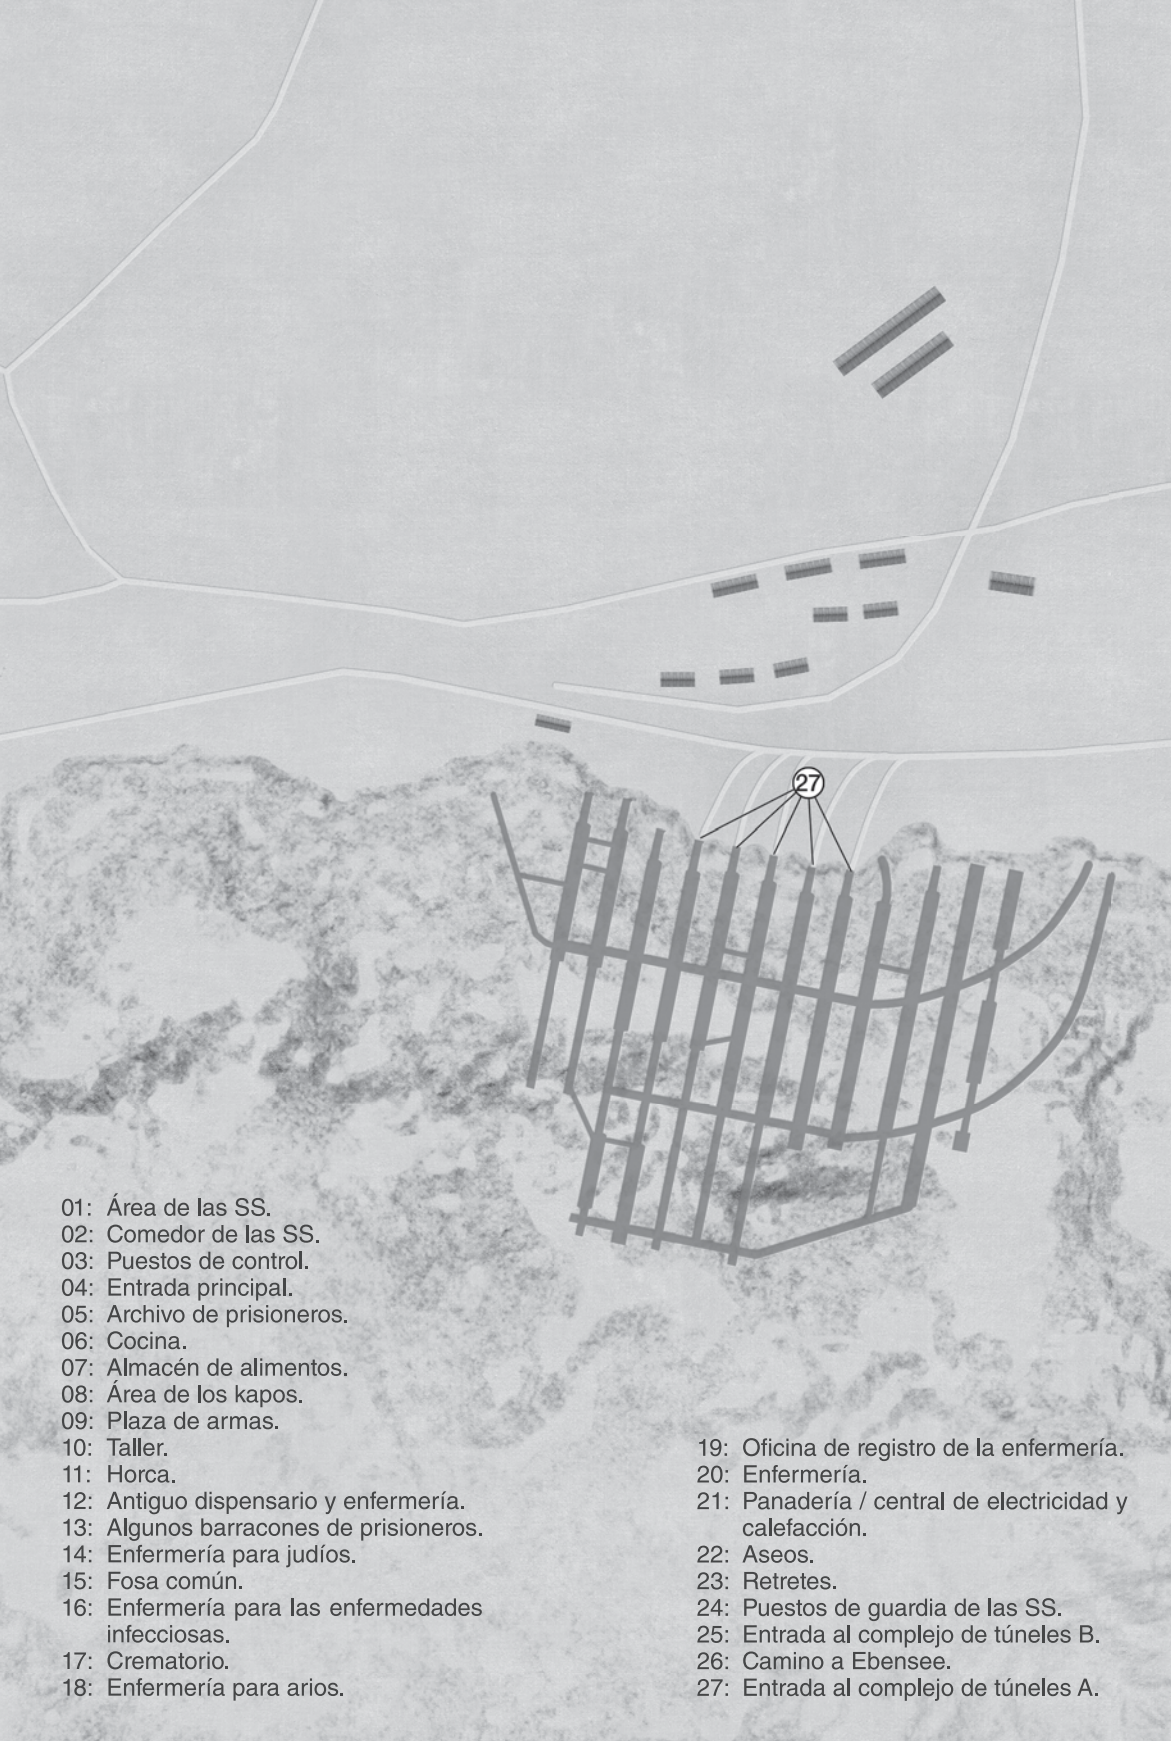 27
01: Área de las SS.
02: Comedor de las SS.
03: Puestos de control.
04: Entrada principal.
05: Archivo de prisioneros.
06: Cocina.
07: Almacén de alimentos.
08: Área de los kapos.
09: Plaza de armas.
10: Taller.
11: Horca.
12: Antiguo dispensario y enfermería.
13: Algunos barracones de prisioneros.
14: Enfermería para judíos.
15: Fosa común.
16: Enfermería para las enfermedades
infecciosas.
17: Crematorio.
18: Enfermería para arios.
19: Oficina de registro de la enfermería.
20: Enfermería.
21: Panadería / central de electricidad y
calefacción.
22: Aseos.
23: Retretes.
24: Puestos de guardia de las SS.
25: Entrada al complejo de túneles B.
26: Camino a Ebensee.
27: Entrada al complejo de túneles A.